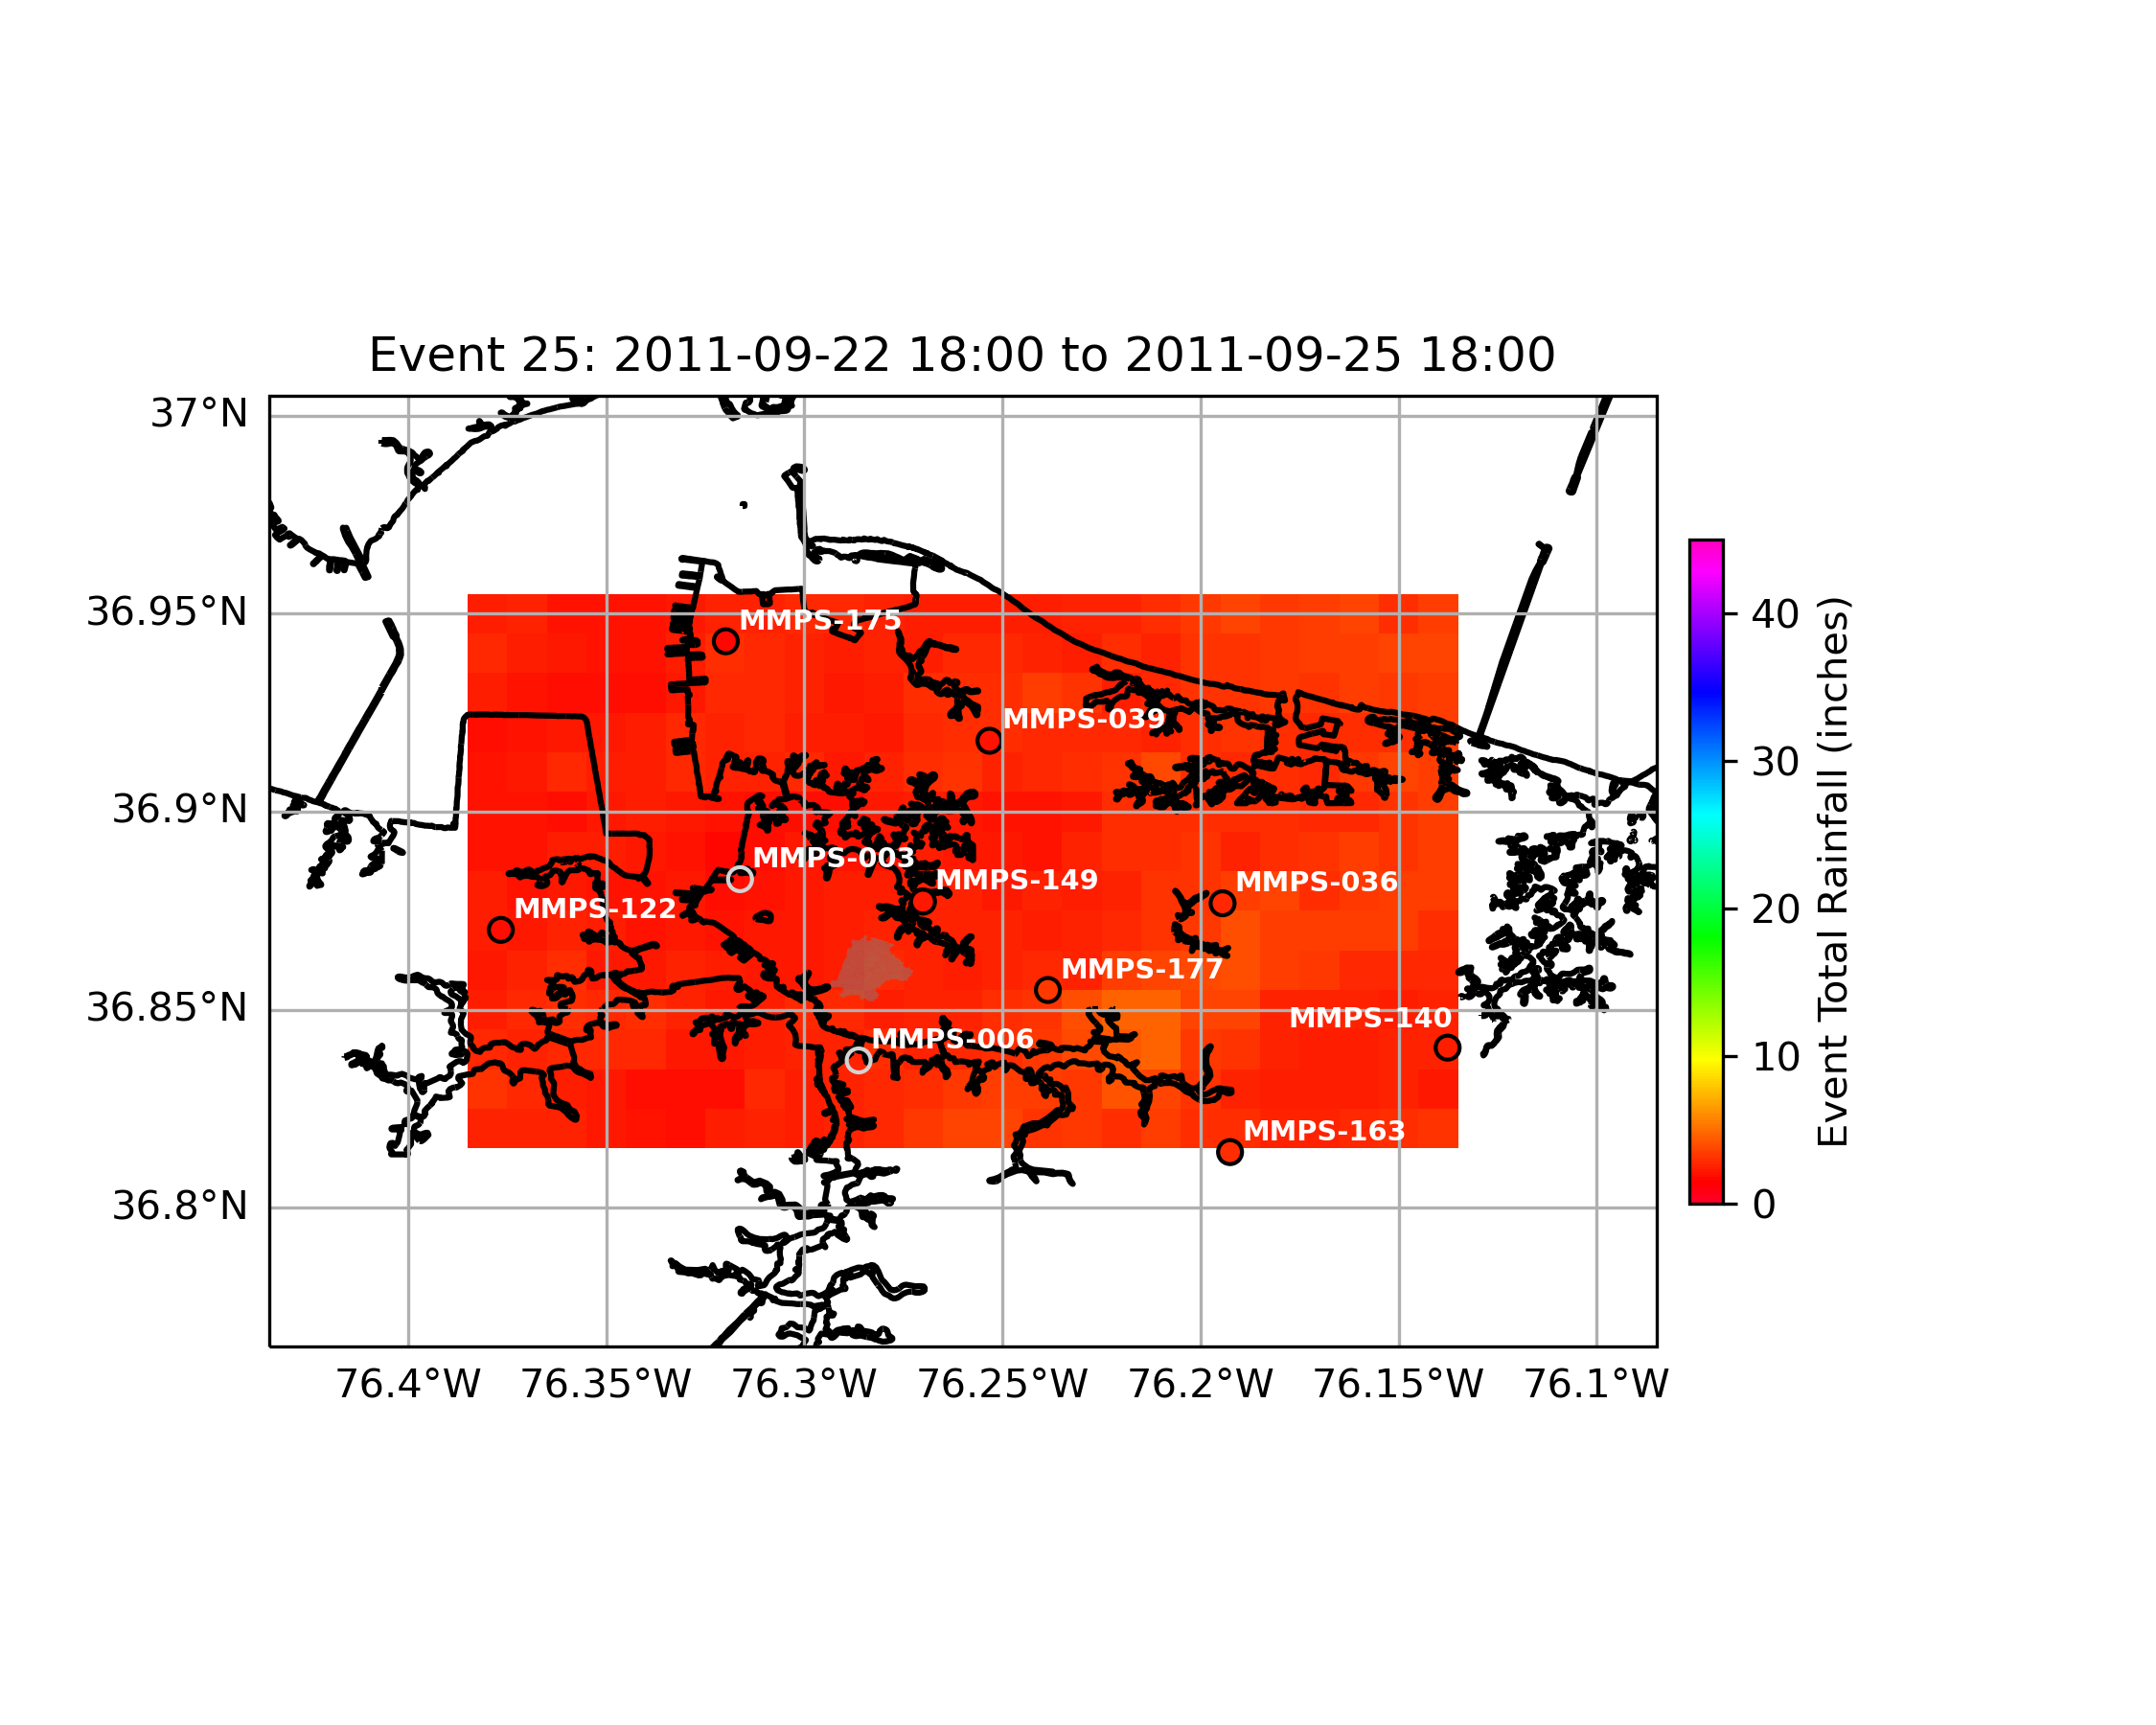 Event 25: 2011-09-22 18:00 to 2011-09-25 18:00
37°N
36.95°N
36.9°N
36.85°N
36.8°N
76.4°W
76.35°W
76.3°W
76.25°W
76.2°W
76.15°W
76.1°W
MMPS-175
MMPS-039
MMPS-003
MMPS-149
MMPS-036
MMPS-122
MMPS-177
MMPS-140
MMPS-006
MMPS-163
40
30
20
10
0
Event Total Rainfall (inches)